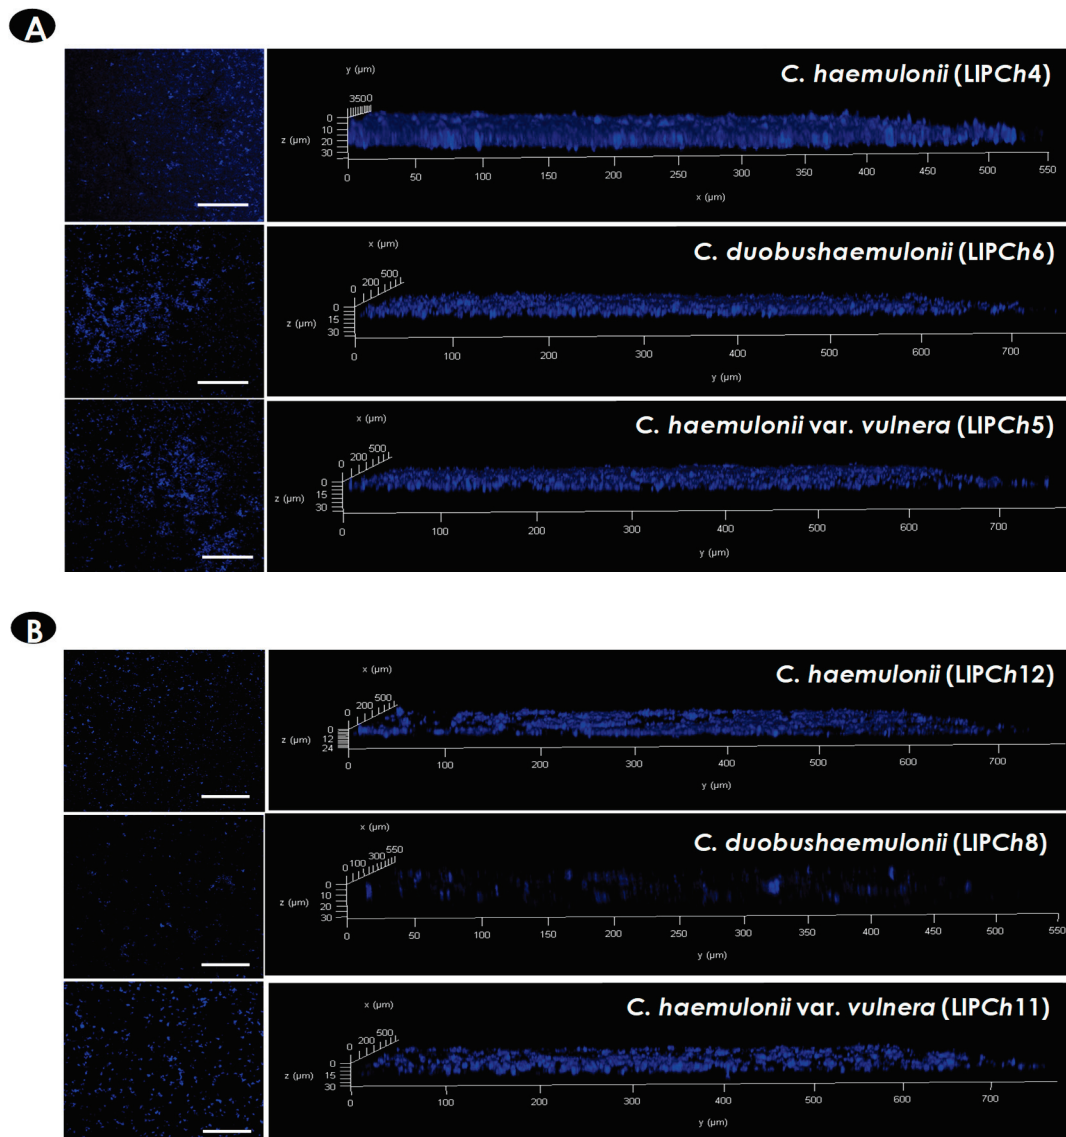 A
y (µm)
C. haemulonii (LIPCh4)
3500
0
10
20
30
z (µm)
0 50 100 150 200 250 300 350 400 450 500 550
x (µm)
x (µm)
C. duobushaemulonii (LIPCh6)
0 200 500
0
15
30
z (µm)
0 100 200 300 400 500 600 700
y (µm)
x (µm)
C. haemulonii var. vulnera (LIPCh5)
0 200 500
0
15
30
z (µm)
0 100 200 300 400 500 600 700
y (µm)
B
x (µm)
C. haemulonii (LIPCh12)
0 200 500
0
12
24
z (µm)
0 100 200 300 400 500 600 700
y (µm)
x (µm)
C. duobushaemulonii (LIPCh8)
0 100 300 550
0
10
20
30
z (µm)
0 50 100 150 200 250 300 350 400 450 500 550
y (µm)
x (µm)
C. haemulonii var. vulnera (LIPCh11)
0 200 500
0
15
30
z (µm)
0 100 200 300 400 500 600 700
y (µm)